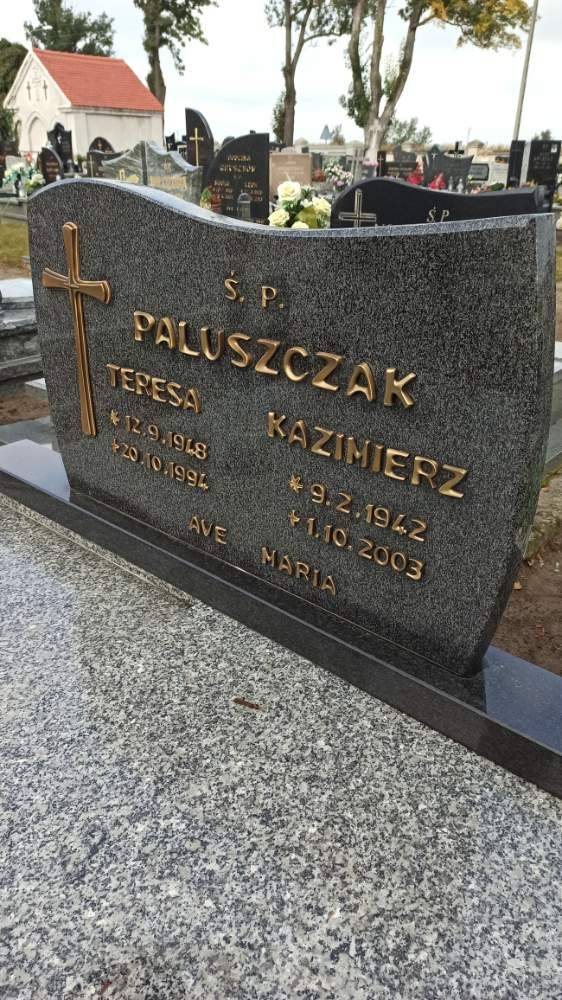 Ś. P.
PALUSZCZAK
TERESA
* 12.9.1948
+20.10.1994
KAZIMIERZ
* 9.2.1942
+ 1.10.2003
AVE MARIA
Ś P